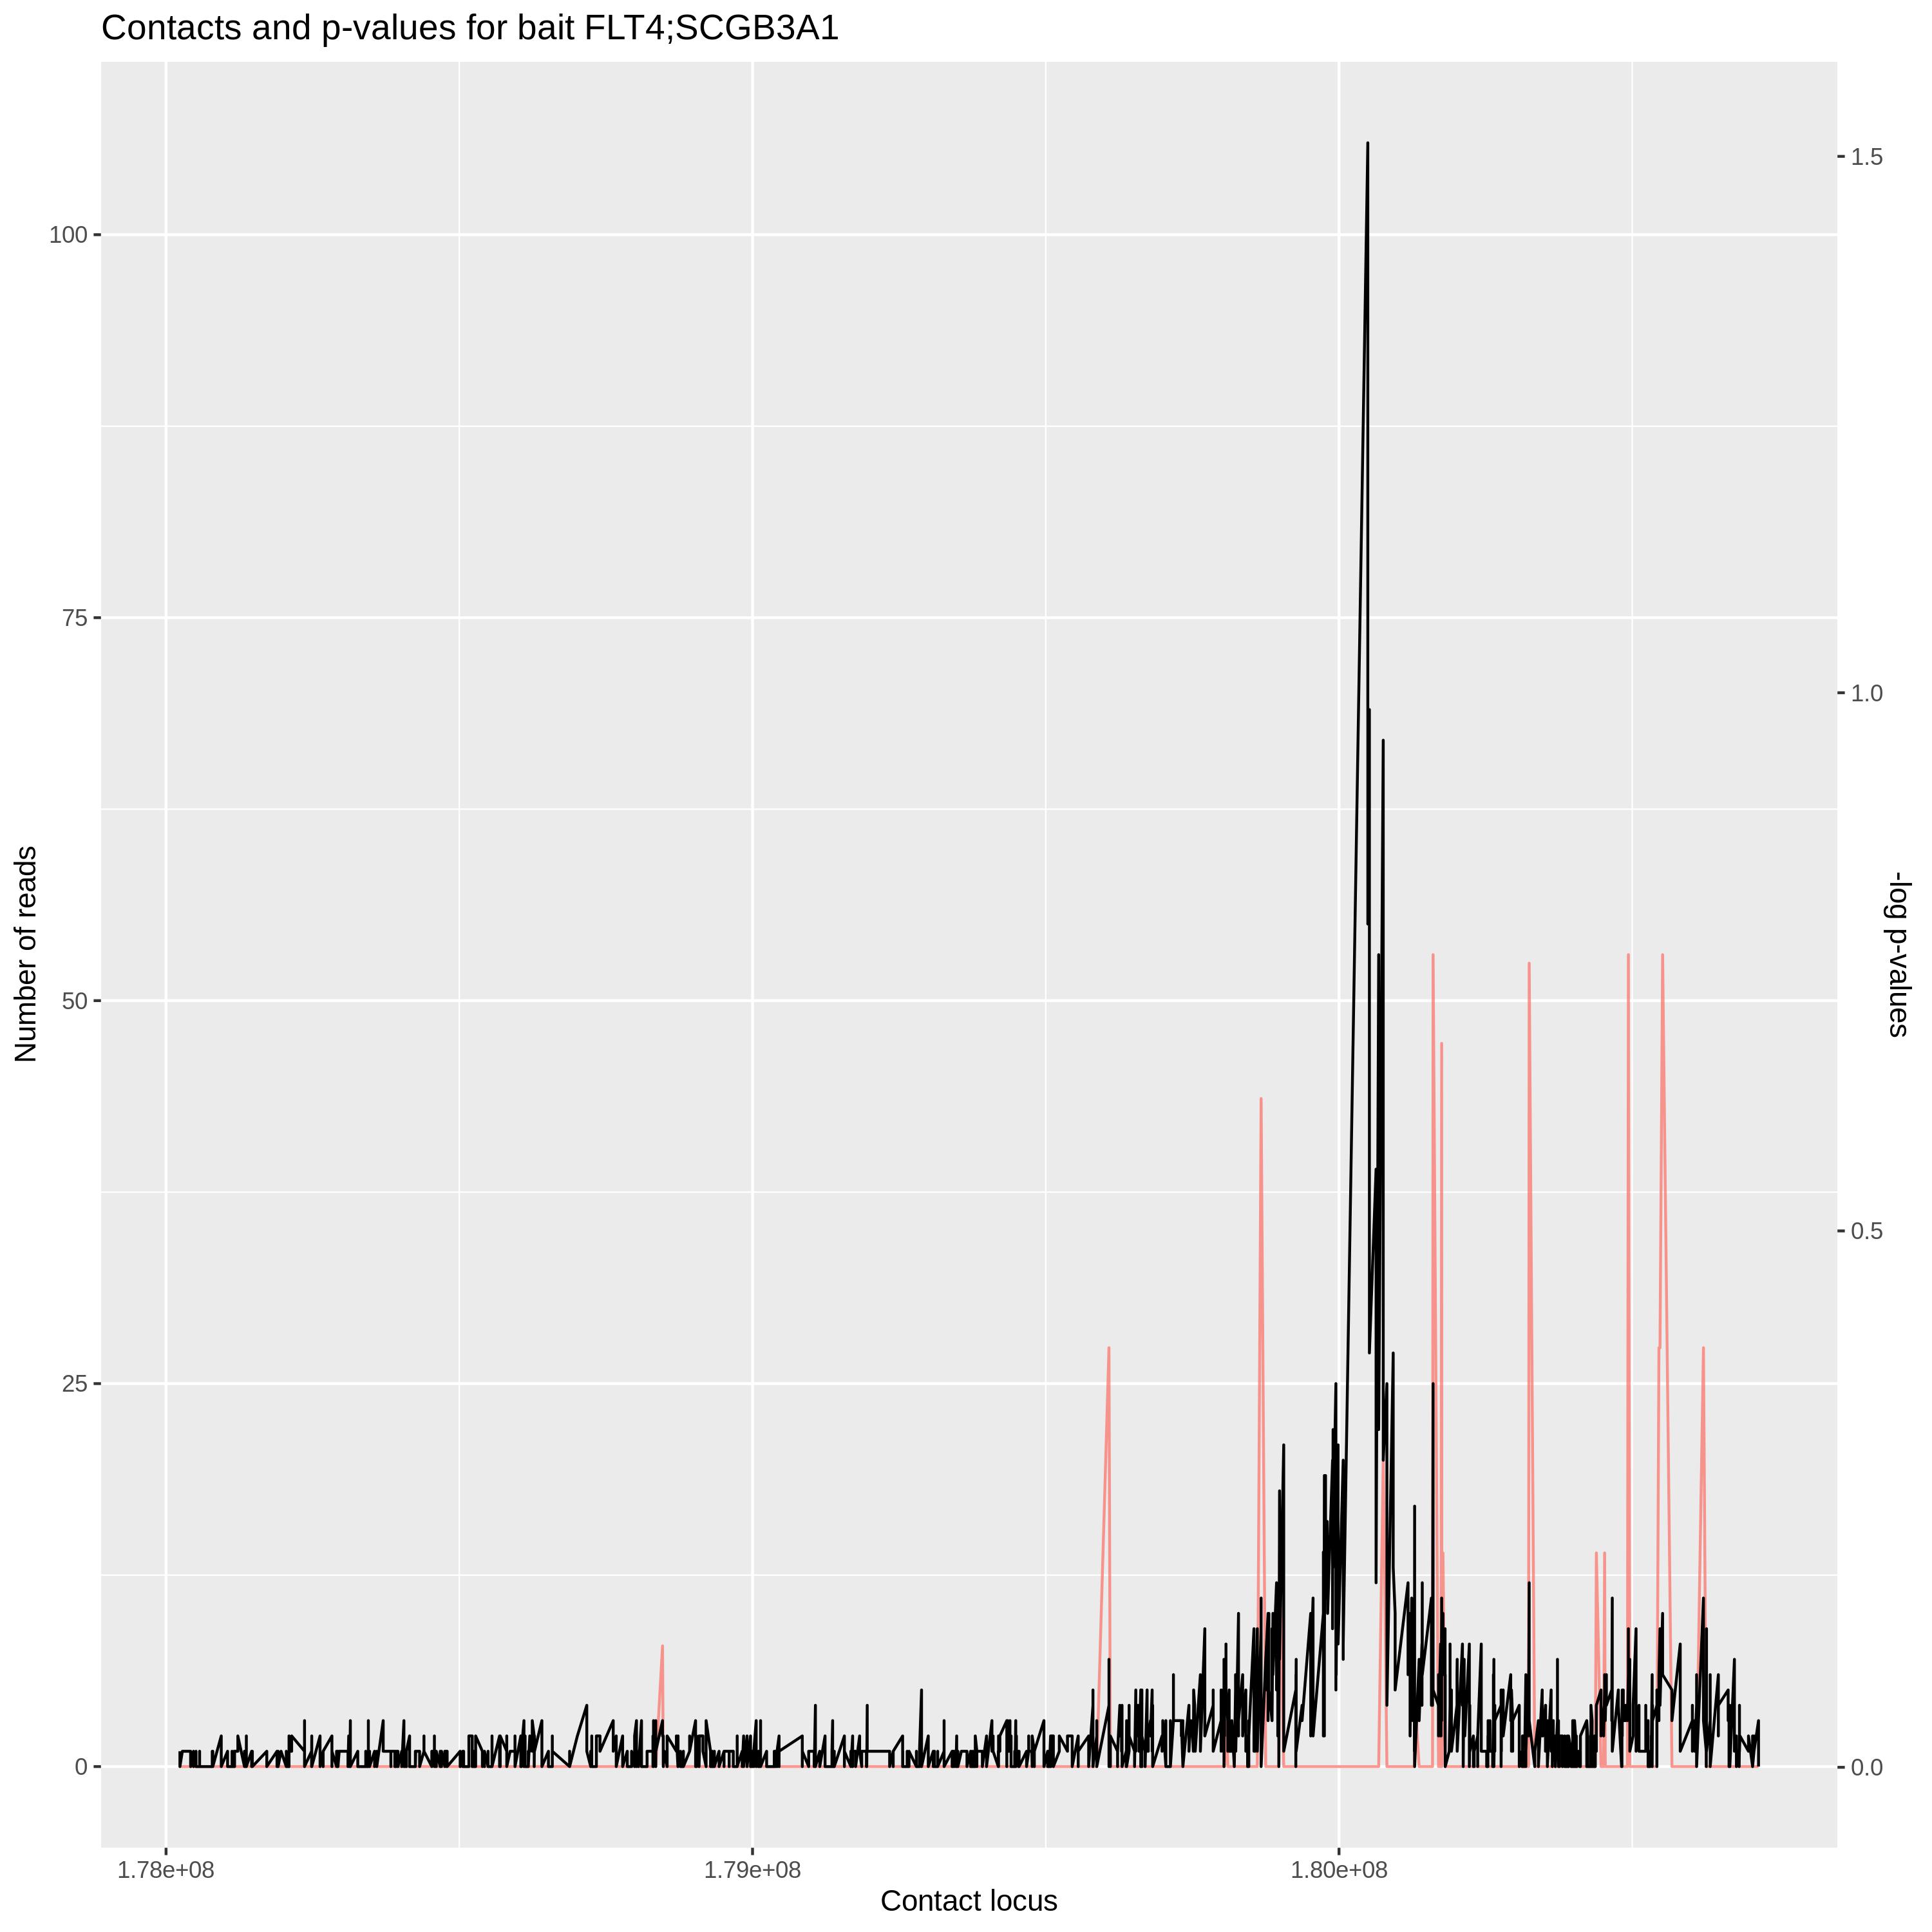 Contacts and p-values for bait FLT4;SCGB3A1
100
75
50
25
0
Number of reads
1.5
1.0
0.5
0.0
-log p-values
1.78e+08
1.79e+08
1.80e+08
Contact locus